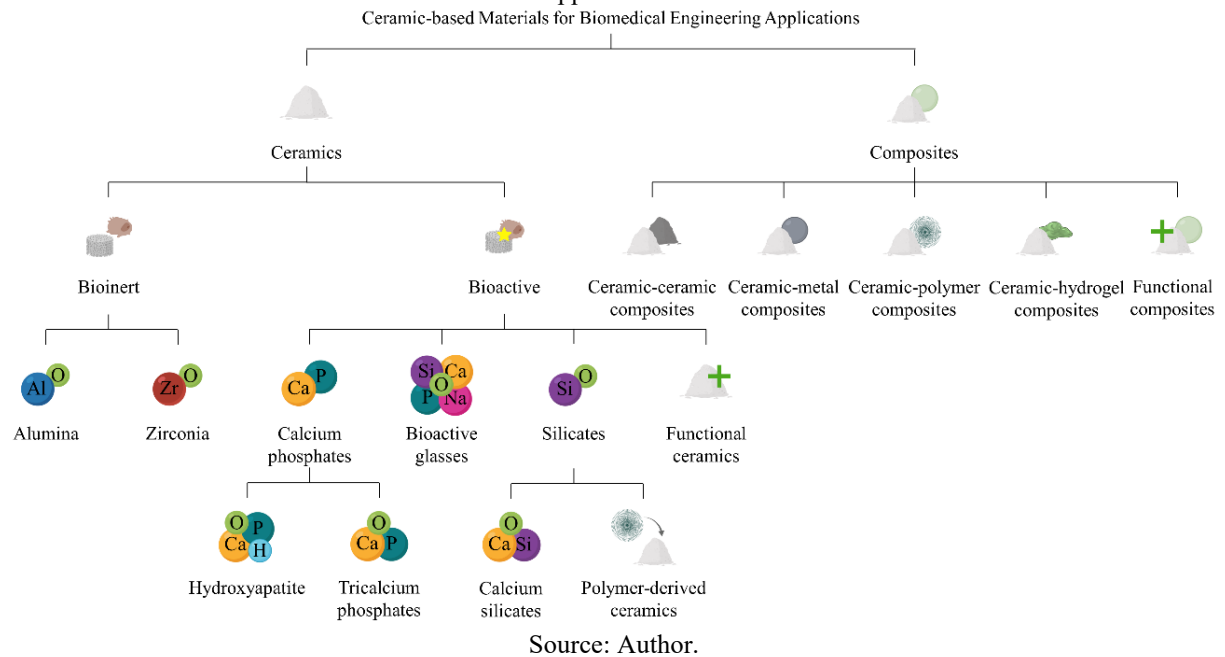 Ceramic-based Materials for Biomedical Engineering Applications
Ceramics
Composites
Bioinert
Bioactive
Ceramic-ceramic
composites
Ceramic-metal
composites
Ceramic-polymer
composites
Ceramic-hydrogel
composites
Functional
composites
Al
O
Zr
O
Ca
P
Si
Ca
O
P
Na
Si
O
Alumina
Zirconia
Calcium
phosphates
Bioactive
glasses
Silicates
Functional
ceramics
O
P
Ca
H
O
Ca
P
O
Ca
Si
Hydroxyapatite
Tricalcium
phosphates
Calcium
silicates
Polymer-derived
ceramics
Source: Author.